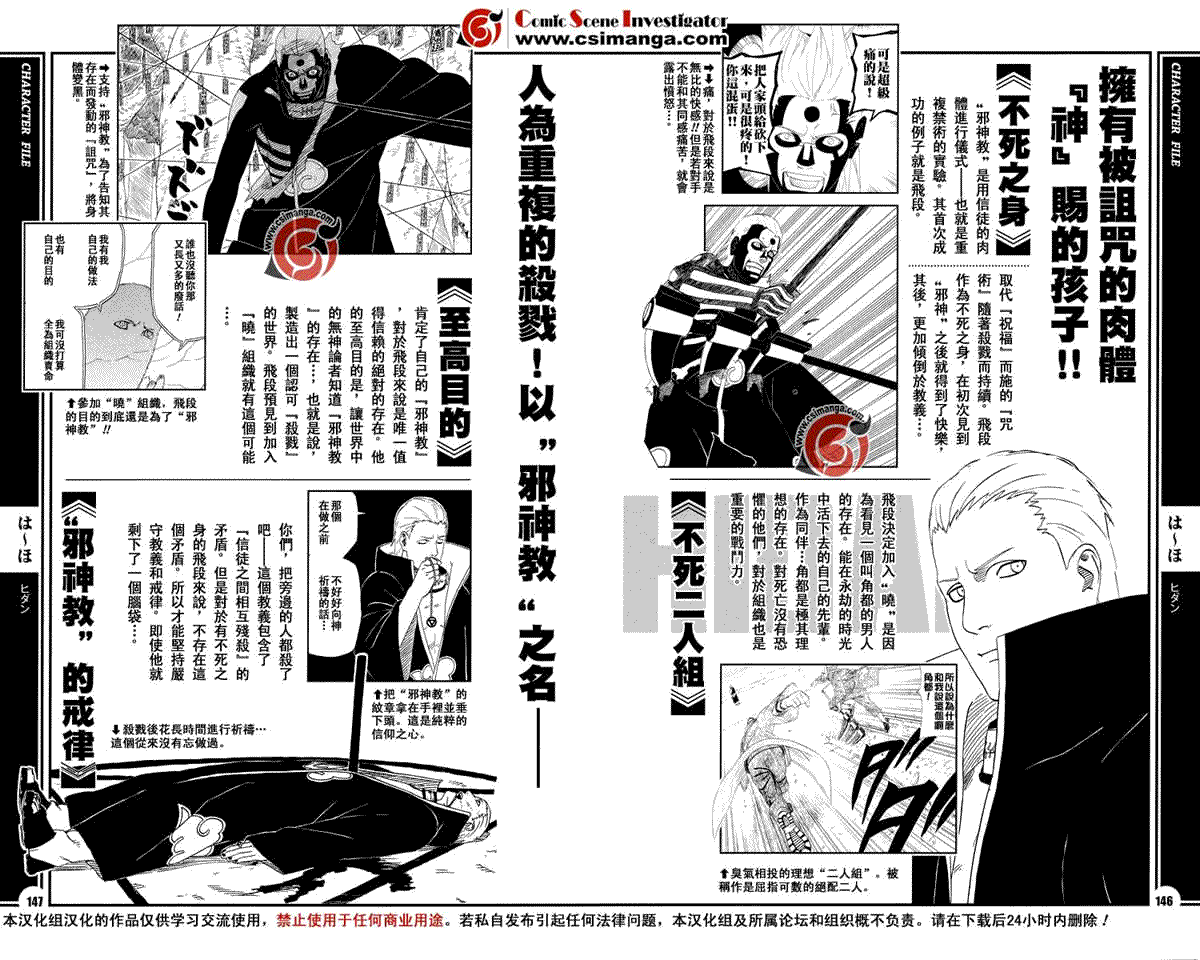 Comic Scene Investigator
www.csimanga.com
CHARACTER FILE
は〜ほ
ヒダン
146
擁有被詛咒的肉體
『神』賜的孩子!!
《不死之身》
“邪神教”是用信徒的肉
體進行儀式——也就是重
複禁術的實驗。其首次成
功的例子就是飛段。
取代『祝福』而施的『詛咒
術』隨著殺戮而持續。飛段
作為不死之身，在初次見到
“邪神”之後就得到了快樂，
其後，更加傾倒於教義…。
可是超級
痛的說!
把人家頭給砍下
來，可是很疼的!
你這混蛋!!
➡⬇痛，對於飛段來說是
無比的快感!!但是若對手
不能和其同感痛苦，就會
露出憤怒…。
www.csimanga.com
《不死二人組》
飛段決定加入“曉”是因
為看見一個叫角都的男人
的存在。能在永劫的時光
中活下去的自己的先輩。
作為同伴…角都是極其理
想的存在。對死亡沒有恐
懼的他們，對於組織也是
重要的戰鬥力。
所以說為什麼
和我說這個啊
角都!
ダダ
⬆臭氣相投的理想“二人組”。被
稱作是屈指可數的絕配二人。
人為重複的殺戮！以“邪神教“之名——
CHARACTER FILE
は〜ほ
ヒダン
147
ドドド
www.csimanga.com
➡支持“邪神教”為了告知其
存在而發動的『詛咒』，將身
體變黑。
誰也沒聽你那
又長又多的廢話!
我有我
自己的做法
也有
自己的目的
我可沒打算
全為組織賣命
⬆參加“曉”組織，飛段
的目的到底還是為了“邪
神教”!!
《至高目的》
肯定了自己的『邪神教』
，對於飛段來說是唯一值
得信賴的絕對的存在。他
的至高目的是，讓世界中
的無神論者知道『邪神教
』的存在…，也就是說，
製造出一個認可『殺戮』
的世界。飛段預見到加入
『曉』組織就有這個可能
…。
《“邪神教”的戒律》
那個
在做之前
不好好向神
祈禱的話…
⬆把“邪神教”的
紋章拿在手裡並垂
下頭。這是純粹的
信仰之心。
你們，把旁邊的人都殺了
吧——這個教義包含了
『信徒之間相互殘殺』的
矛盾。但是對於有不死之
身的飛段來說，不存在這
個矛盾。所以才能堅持嚴
守教義和戒律。即使他就
剩下了一個腦袋…。
⬇殺戮後花長時間進行祈禱…
這個從來沒有忘做過。
本汉化组汉化的作品仅供学习交流使用，禁止使用于任何商业用途。若私自发布引起任何法律问题，本汉化组及所属论坛和组织概不负责。请在下载后24小时内删除！